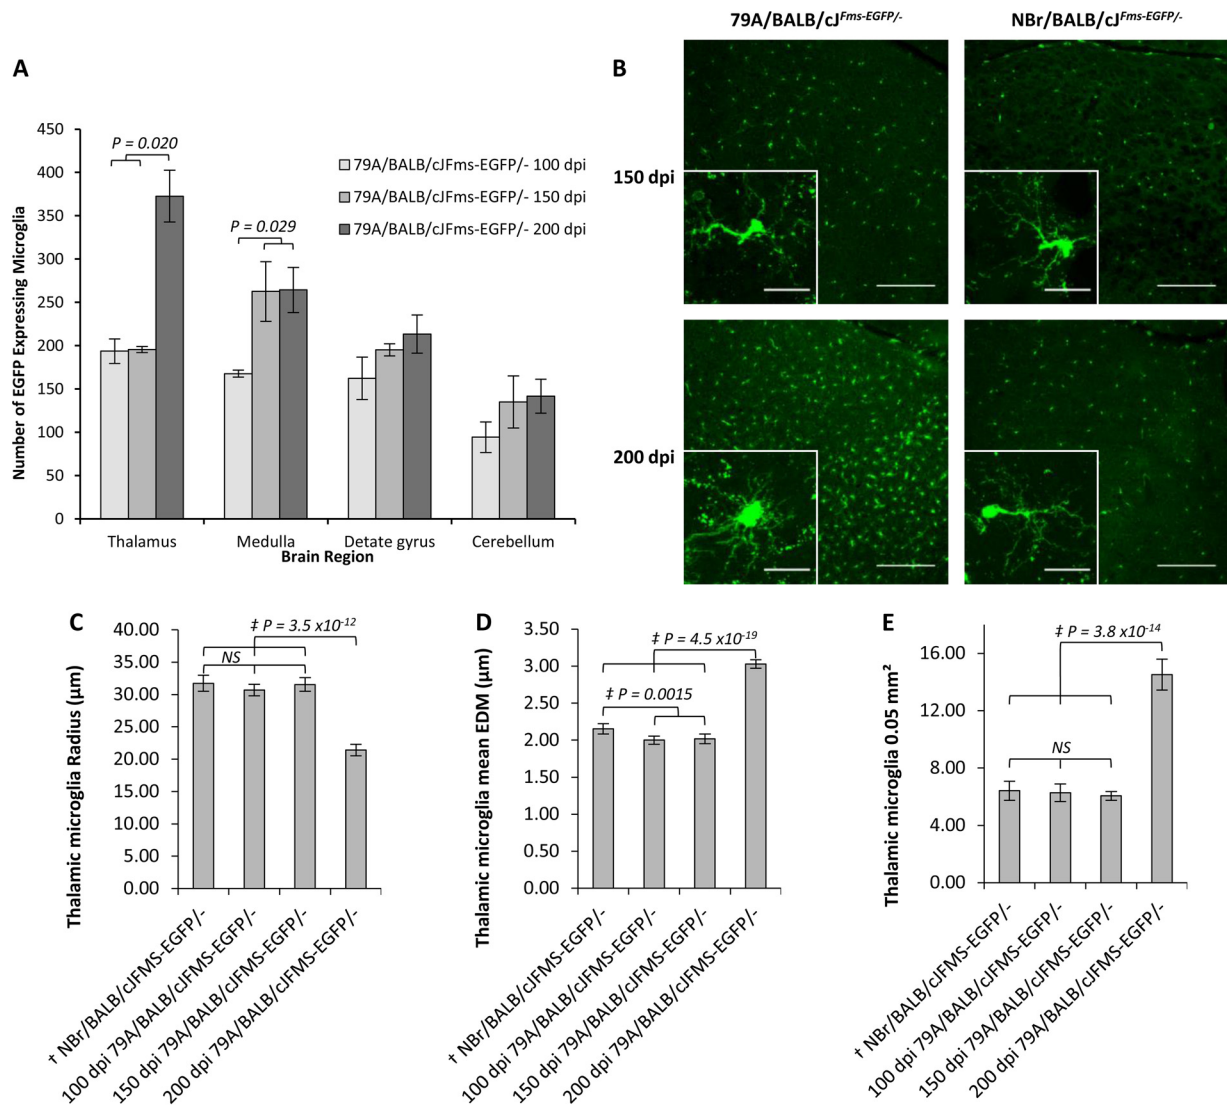 79A/BALB/cJFms-EGFP/-
NBr/BALB/cJFms-EGFP/-
A
B
450
400
350
300
250
200
150
100
50
0
Number of EGFP Expressing Microglia
P = 0.020
P = 0.029
79A/BALB/cJFms-EGFP/- 100 dpi
79A/BALB/cJFms-EGFP/- 150 dpi
79A/BALB/cJFms-EGFP/- 200 dpi
Thalamus
Medulla
Detate gyrus
Cerebellum
Brain Region
150 dpi
200 dpi
C
40.00
35.00
30.00
25.00
20.00
15.00
10.00
5.00
0.00
Thalamic microglia Radius (µm)
‡ P = 3.5 x10-12
NS
† NBr/BALB/cJFMS-EGFP/-
100 dpi 79A/BALB/cJFMS-EGFP/-
150 dpi 79A/BALB/cJFMS-EGFP/-
200 dpi 79A/BALB/cJFMS-EGFP/-
D
3.50
3.00
2.50
2.00
1.50
1.00
0.50
0.00
Thalamic microglia mean EDM (µm)
‡ P = 4.5 x10-19
‡ P = 0.0015
† NBr/BALB/cJFMS-EGFP/-
100 dpi 79A/BALB/cJFMS-EGFP/-
150 dpi 79A/BALB/cJFMS-EGFP/-
200 dpi 79A/BALB/cJFMS-EGFP/-
E
16.00
12.00
8.00
4.00
0.00
Thalamic microglia 0.05 mm²
‡ P = 3.8 x10-14
NS
† NBr/BALB/cJFMS-EGFP/-
100 dpi 79A/BALB/cJFMS-EGFP/-
150 dpi 79A/BALB/cJFMS-EGFP/-
200 dpi 79A/BALB/cJFMS-EGFP/-